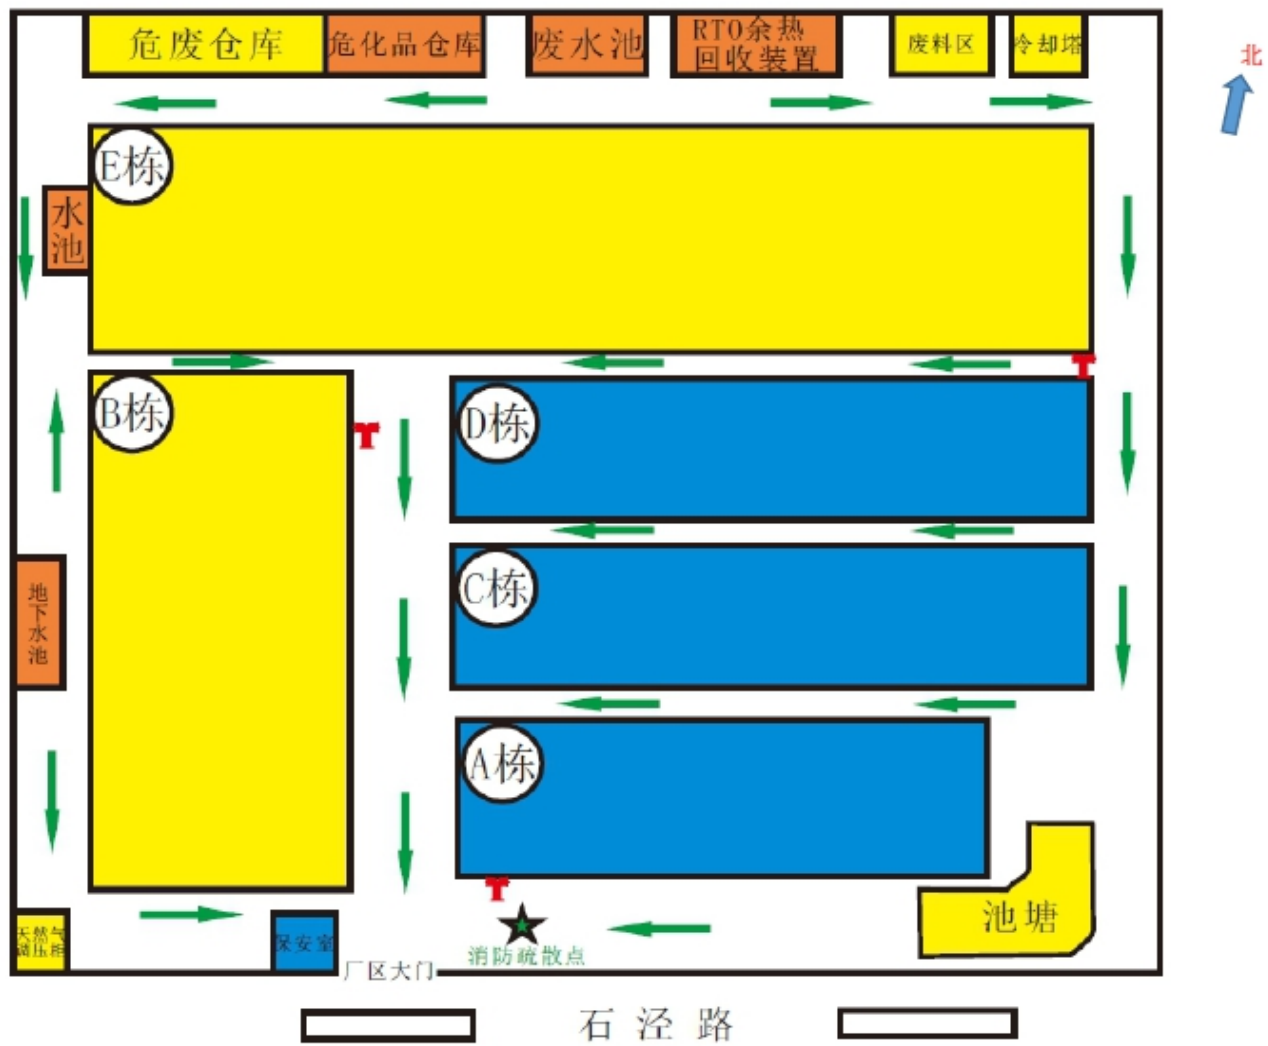 危废仓库
危化品仓库
废水池
RTO余热
回收装置
废料区
冷却塔
北
E栋
水
池
B栋
D栋
C栋
地
下
水
池
A栋
池塘
天然气
调压柜
保安室
消防疏散点
厂区大门
石泾路